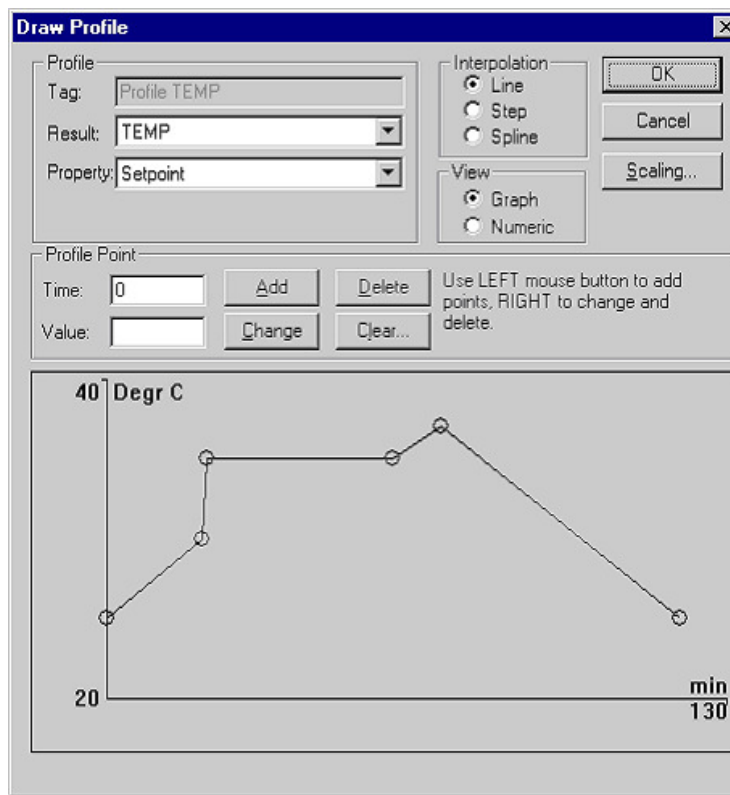 Draw Profile
Profile
Tag: Profile TEMP
Result: TEMP
Property: Setpoint
Interpolation
Line
Step
Spline
View
Graph
Numeric
OK
Cancel
Scaling...
Profile Point
Time: 0
Add
Delete
Value:
Change
Clear...
Use LEFT mouse button to add
points, RIGHT to change and
delete.
40 Degr C
20
min
130